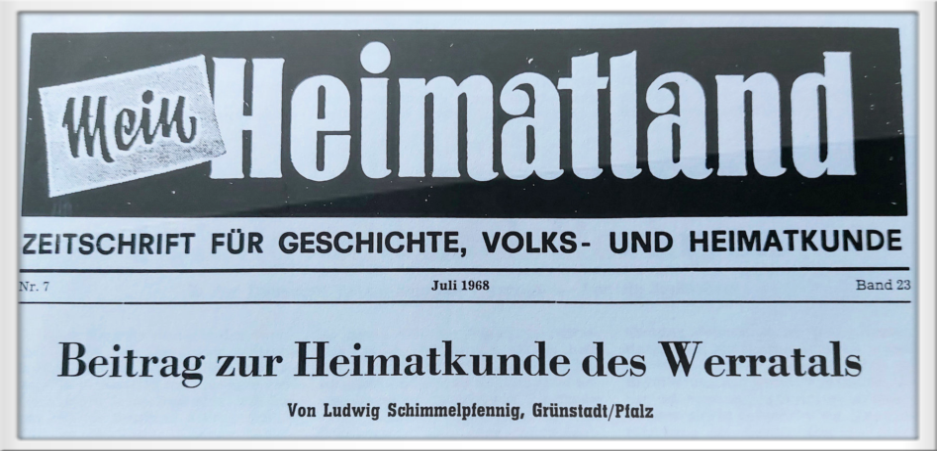 Mein Heimatland
ZEITSCHRIFT FÜR GESCHICHTE, VOLKS- UND HEIMATKUNDE
Nr. 7 Juli 1968 Band 23
Beitrag zur Heimatkunde des Werratals
Von Ludwig Schimmelpfennig, Grünstadt/Pfalz